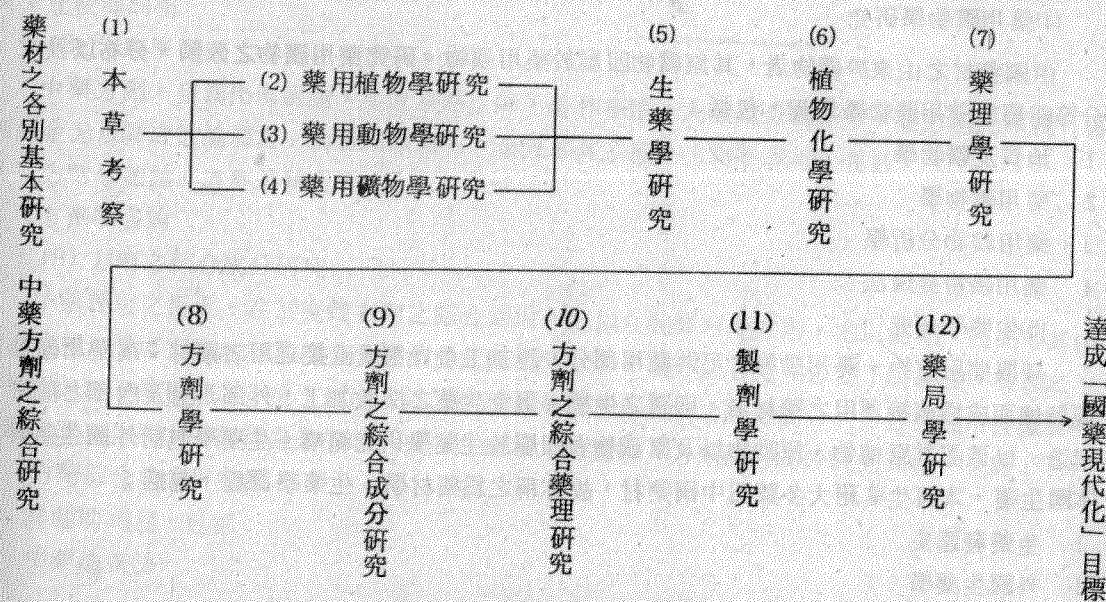 藥材之各別基本研究
(1) 本草考察
(2) 藥用植物學研究
(3) 藥用動物學研究
(4) 藥用礦物學研究
(5) 生藥學研究
(6) 植物化學研究
(7) 藥理學研究
中藥方劑之綜合研究
(8) 方劑學研究
(9) 方劑之綜合成分研究
(10) 方劑之綜合藥理研究
(11) 製劑學研究
(12) 藥局學研究
達成「國藥現代化」目標